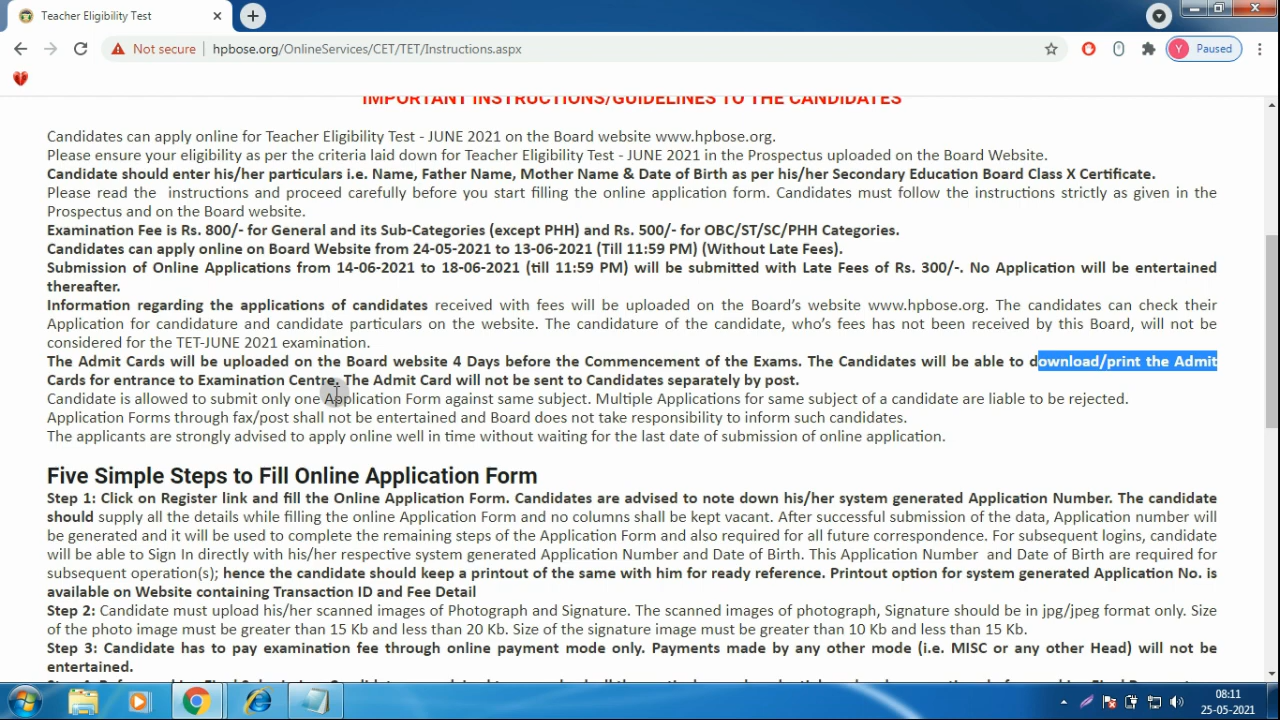 Teacher Eligibility Test
Not secure
hpbose.org/OnlineServices/CET/TET/Instructions.aspx
Y Paused
IMPORTANT INSTRUCTIONS/GUIDELINES TO THE CANDIDATES
Candidates can apply online for Teacher Eligibility Test - JUNE 2021 on the Board website www.hpbose.org.
Please ensure your eligibility as per the criteria laid down for Teacher Eligibility Test - JUNE 2021 in the Prospectus uploaded on the Board Website.
Candidate should enter his/her particulars i.e. Name, Father Name, Mother Name & Date of Birth as per his/her Secondary Education Board Class X Certificate.
Please read the instructions and proceed carefully before you start filling the online application form. Candidates must follow the instructions strictly as given in the
Prospectus and on the Board website.
Examination Fee is Rs. 800/- for General and its Sub-Categories (except PHH) and Rs. 500/- for OBC/ST/SC/PHH Categories.
Candidates can apply online on Board Website from 24-05-2021 to 13-06-2021 (Till 11:59 PM) (Without Late Fees).
Submission of Online Applications from 14-06-2021 to 18-06-2021 (till 11:59 PM) will be submitted with Late Fees of Rs. 300/-. No Application will be entertained
thereafter.
Information regarding the applications of candidates received with fees will be uploaded on the Board's website www.hpbose.org. The candidates can check their
Application for candidature and candidate particulars on the website. The candidature of the candidate, who's fees has not been received by this Board, will not be
considered for the TET-JUNE 2021 examination.
The Admit Cards will be uploaded on the Board website 4 Days before the Commencement of the Exams. The Candidates will be able to download/print the Admit
Cards for entrance to Examination Centre. The Admit Card will not be sent to Candidates separately by post.
Candidate is allowed to submit only one Application Form against same subject. Multiple Applications for same subject of a candidate are liable to be rejected.
Application Forms through fax/post shall not be entertained and Board does not take responsibility to inform such candidates.
The applicants are strongly advised to apply online well in time without waiting for the last date of submission of online application.
Five Simple Steps to Fill Online Application Form
Step 1: Click on Register link and fill the Online Application Form. Candidates are advised to note down his/her system generated Application Number. The candidate
should supply all the details while filling the online Application Form and no columns shall be kept vacant. After successful submission of the data, Application number will
be generated and it will be used to complete the remaining steps of the Application Form and also required for all future correspondence. For subsequent logins, candidate
will be able to Sign In directly with his/her respective system generated Application Number and Date of Birth. This Application Number and Date of Birth are required for
subsequent operation(s); hence the candidate should keep a printout of the same with him for ready reference. Printout option for system generated Application No. is
available on Website containing Transaction ID and Fee Detail
Step 2: Candidate must upload his/her scanned images of Photograph and Signature. The scanned images of photograph, Signature should be in jpg/jpeg format only. Size
of the photo image must be greater than 15 Kb and less than 20 Kb. Size of the signature image must be greater than 10 Kb and less than 15 Kb.
Step 3: Candidate has to pay examination fee through online payment mode only. Payments made by any other mode (i.e. MISC or any other Head) will not be
entertained.
08:11
25-05-2021